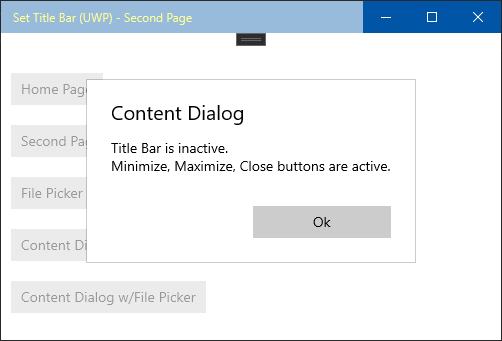 Set Title Bar (UWP) - Second Page
Home Page
Second Pag
File Picker
Content Di
Content Dialog w/File Picker
Content Dialog
Title Bar is inactive.
Minimize, Maximize, Close buttons are active.
Ok